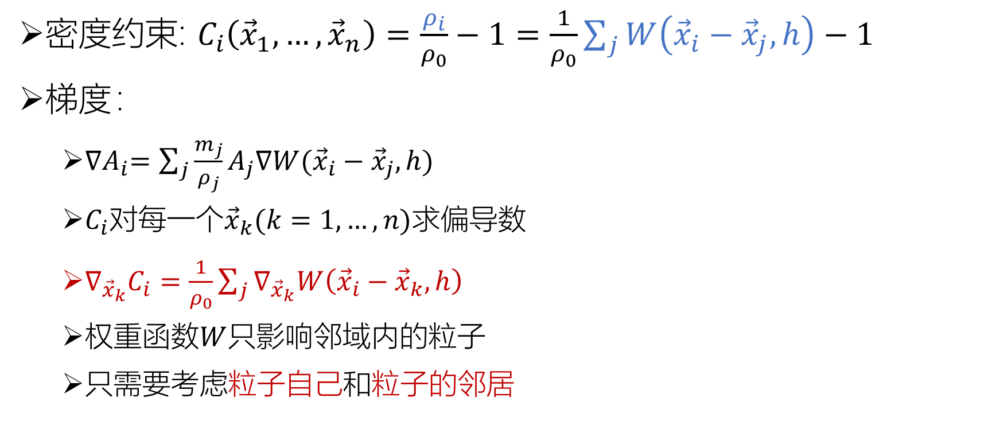 ➢密度约束: $C_i(\vec{x}_1, \dots, \vec{x}_n) = \frac{\rho_i}{\rho_0} - 1 = \frac{1}{\rho_0}\sum_j W(\vec{x}_i - \vec{x}_j, h) - 1$
➢梯度:
➢$\nabla A_i = \sum_j \frac{m_j}{\rho_j} A_j \nabla W(\vec{x}_i - \vec{x}_j, h)$
➢$C_i$对每一个$\vec{x}_k(k = 1, \dots, n)$求偏导数
➢$\nabla_{\vec{x}_k} C_i = \frac{1}{\rho_0}\sum_j \nabla_{\vec{x}_k} W(\vec{x}_i - \vec{x}_k, h)$
➢权重函数$W$只影响邻域内的粒子
➢只需要考虑粒子自己和粒子的邻居